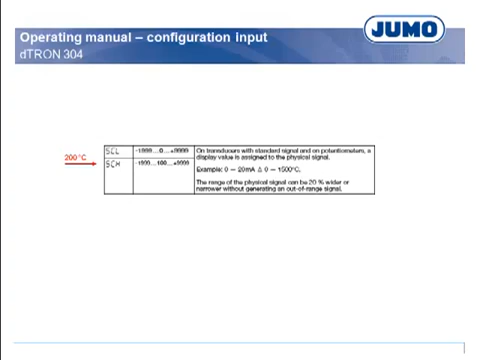 Operating manual – configuration input
dTRON 304
JUMO
200 °C
SCL
-1999...0...+9999
SCH
-1999...100...+9999
On transducers with standard signal and on potentiometers, a
display value is assigned to the physical signal.
Example: 0 — 20mA ≙ 0 — 1500°C.
The range of the physical signal can be 20 % wider or
narrower without generating an out-of-range signal.